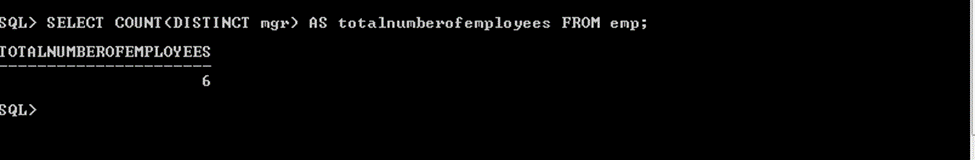 SQL> SELECT COUNT(DISTINCT mgr) AS totalnumberofemployees FROM emp;
TOTALNUMBEROFEMPLOYEES
----------------------
6
SQL>